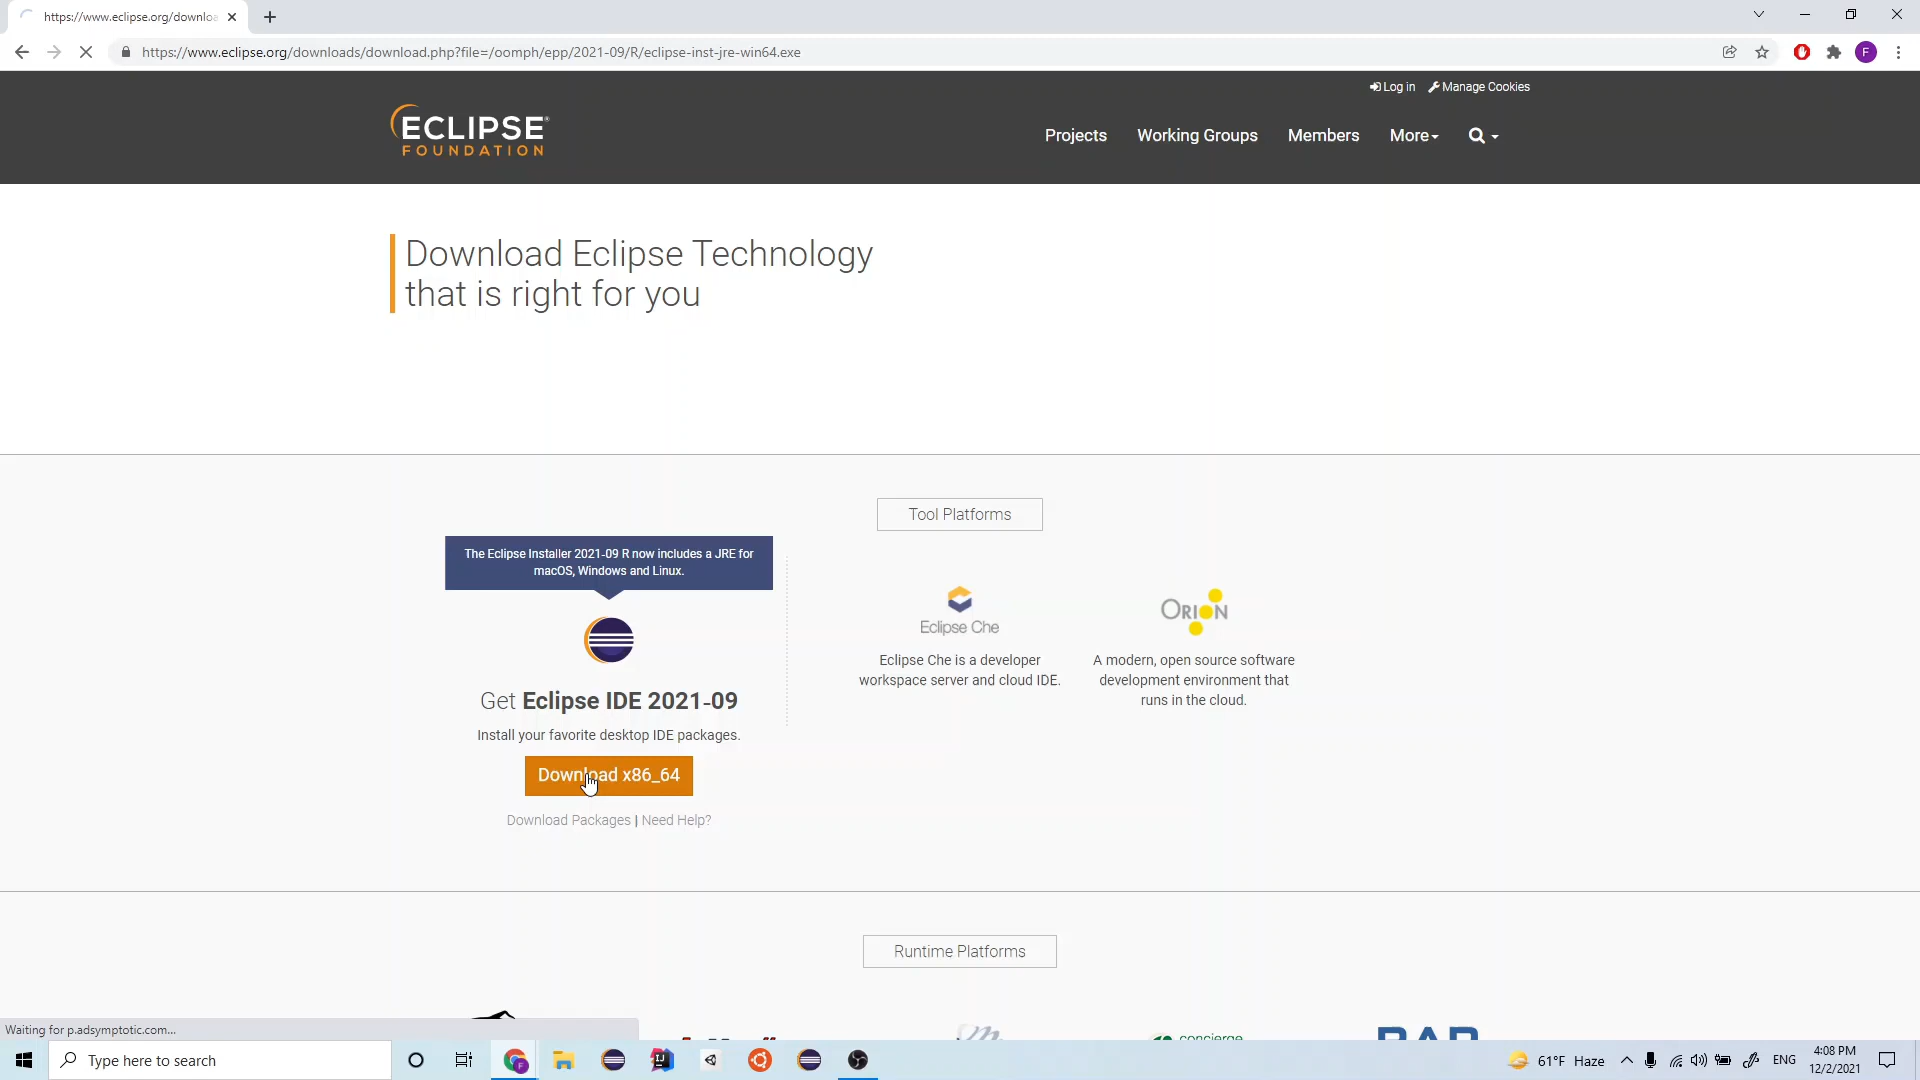 https://www.eclipse.org/downloa
https://www.eclipse.org/downloads/download.php?file=/oomph/epp/2021-09/R/eclipse-inst-jre-win64.exe
F
Log in
Manage Cookies
ECLIPSE®
FOUNDATION
Projects
Working Groups
Members
More
Download Eclipse Technology
that is right for you
Tool Platforms
The Eclipse Installer 2021-09 R now includes a JRE for
macOS, Windows and Linux.
Get Eclipse IDE 2021-09
Install your favorite desktop IDE packages.
Download x86_64
Download Packages | Need Help?
Eclipse Che
Eclipse Che is a developer
workspace server and cloud IDE.
ORION
A modern, open source software
development environment that
runs in the cloud.
Runtime Platforms
concierge
RAP
Waiting for p.adsymptotic.com...
Type here to search
F
IJ
61°F Haze
ENG
4:08 PM
12/2/2021